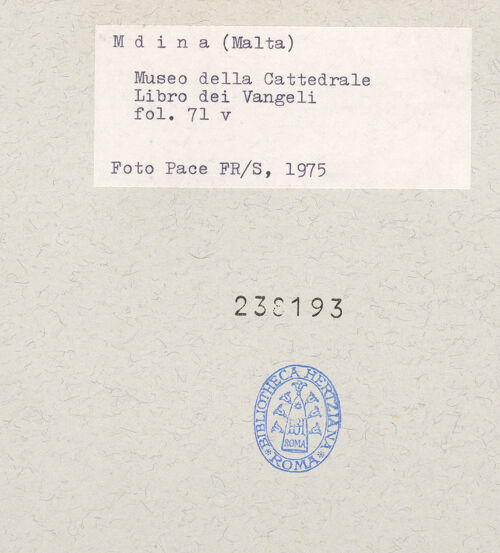 M d i n a (Malta)
Museo della Cattedrale
Libro dei Vangeli
fol. 71 v
Foto Pace FR/S, 1975
238193
BIBLIOTHECA HERTZIANA
ROMA
* ROMA *